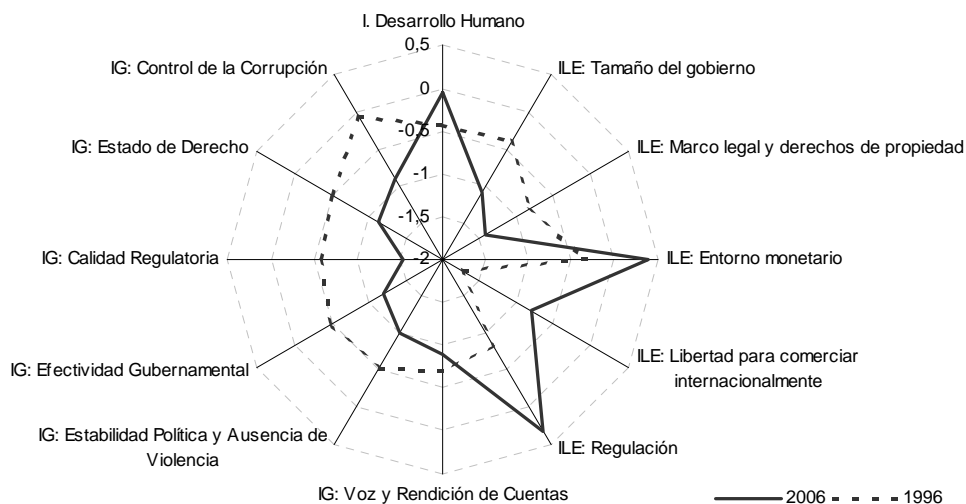 I. Desarrollo Humano
0,5
0
-0,5
-1
-1,5
-2
ILE: Tamaño del gobierno
ILE: Marco legal y derechos de propiedad
ILE: Entorno monetario
ILE: Libertad para comerciar
internacionalmente
ILE: Regulación
IG: Voz y Rendición de Cuentas
IG: Estabilidad Política y Ausencia de
Violencia
IG: Efectividad Gubernamental
IG: Calidad Regulatoria
IG: Estado de Derecho
IG: Control de la Corrupción
2006
1996